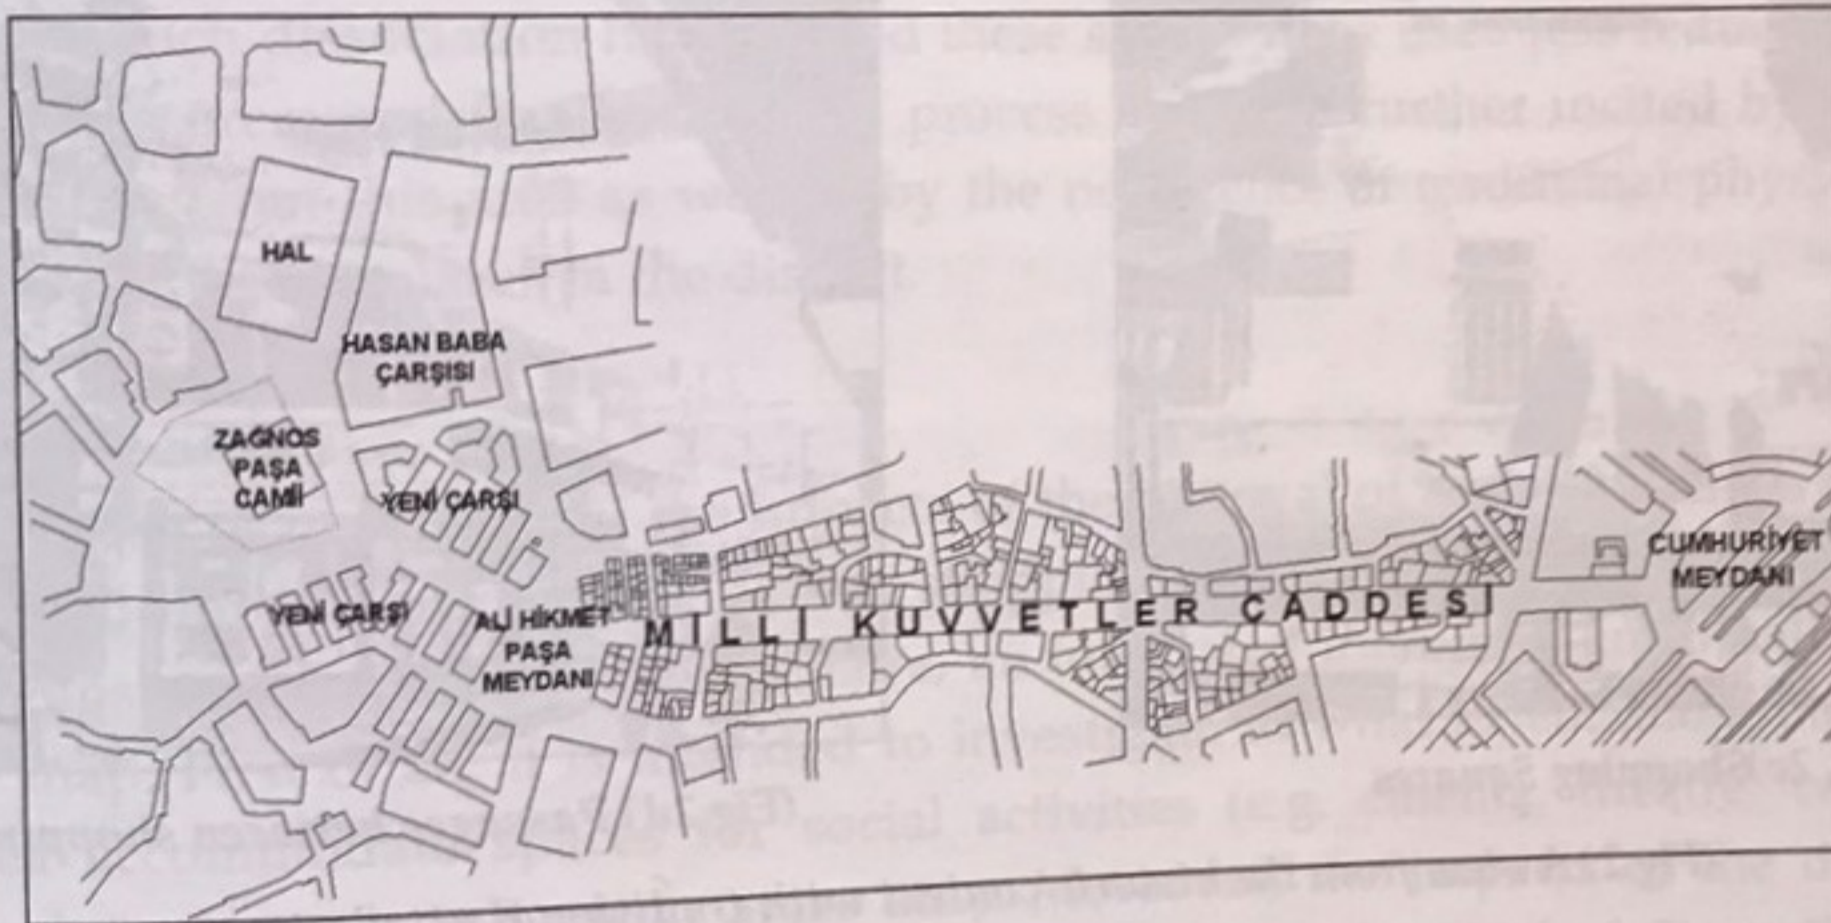 HAL
HASAN BABA
ÇARŞISI
ZAĞNOS
PAŞA
CAMİİ
YENİ ÇARŞI
YENİ ÇARŞI
ALİ HİKMET
PAŞA
MEYDANI
MİLLİ KUVVETLER CADDESİ
CUMHURİYET
MEYDANI